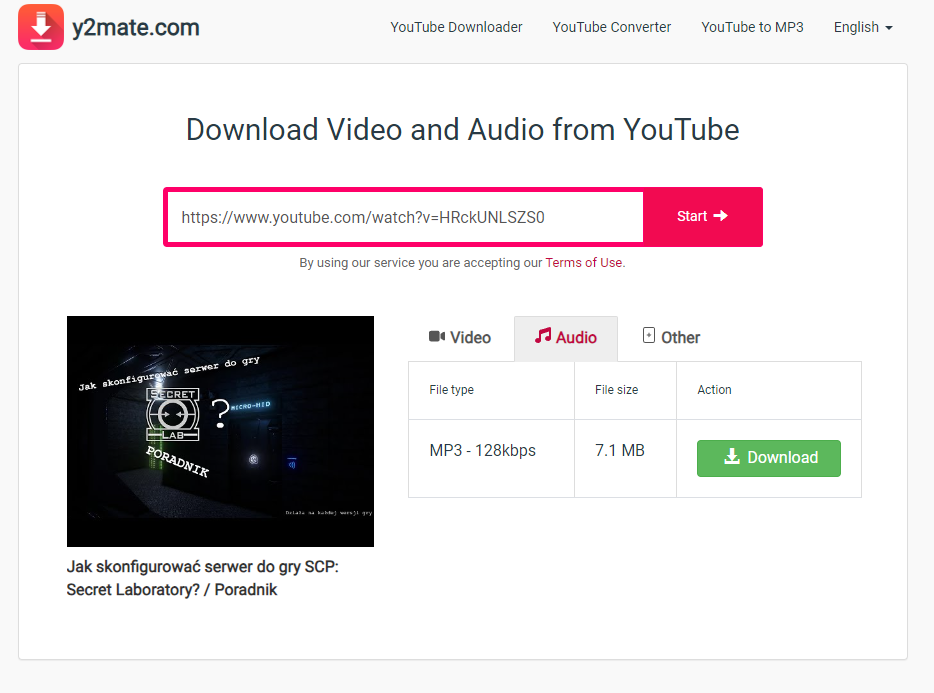 y2mate.com
YouTube Downloader YouTube Converter YouTube to MP3 English
Download Video and Audio from YouTube
https://www.youtube.com/watch?v=HRckUNLSZS0 Start
By using our service you are accepting our Terms of Use.
Jak skonfigurować serwer do gry
SECRET
LAB
?
MICRO-HID
PORADNIK
Działa na każdej wersji gry
Jak skonfigurować serwer do gry SCP:
Secret Laboratory? / Poradnik
Video Audio Other
File type File size Action
MP3 - 128kbps 7.1 MB Download